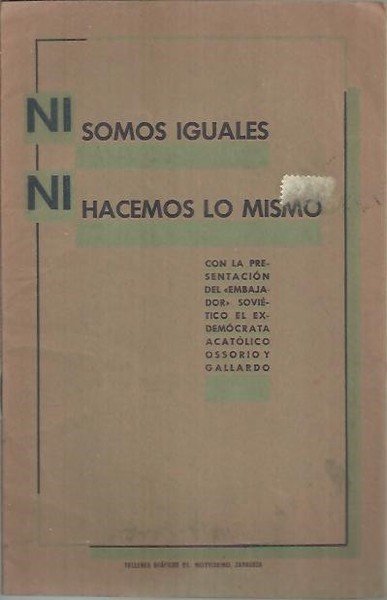 NI SOMOS IGUALES
NI HACEMOS LO MISMO
CON LA PRE-
SENTACIÓN
DEL «EMBAJA-
DOR» SOVIÉ-
TICO EL EX-
DEMÓCRATA
ACATÓLICO
OSSORIO Y
GALLARDO
TALLERES GRÁFICOS ZARAGOZA